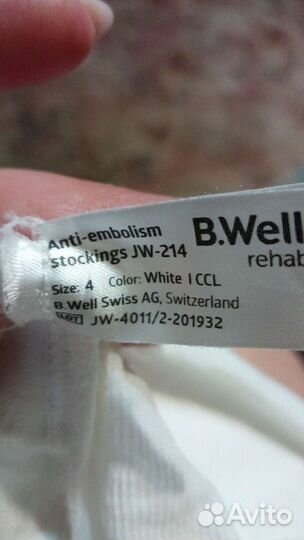 Anti-embolism
stockings JW-214
B.Well
rehab
Size: 4 Color: White I CCL
B.Well Swiss AG, Switzerland
LOT JW-4011/2-201932
Avito